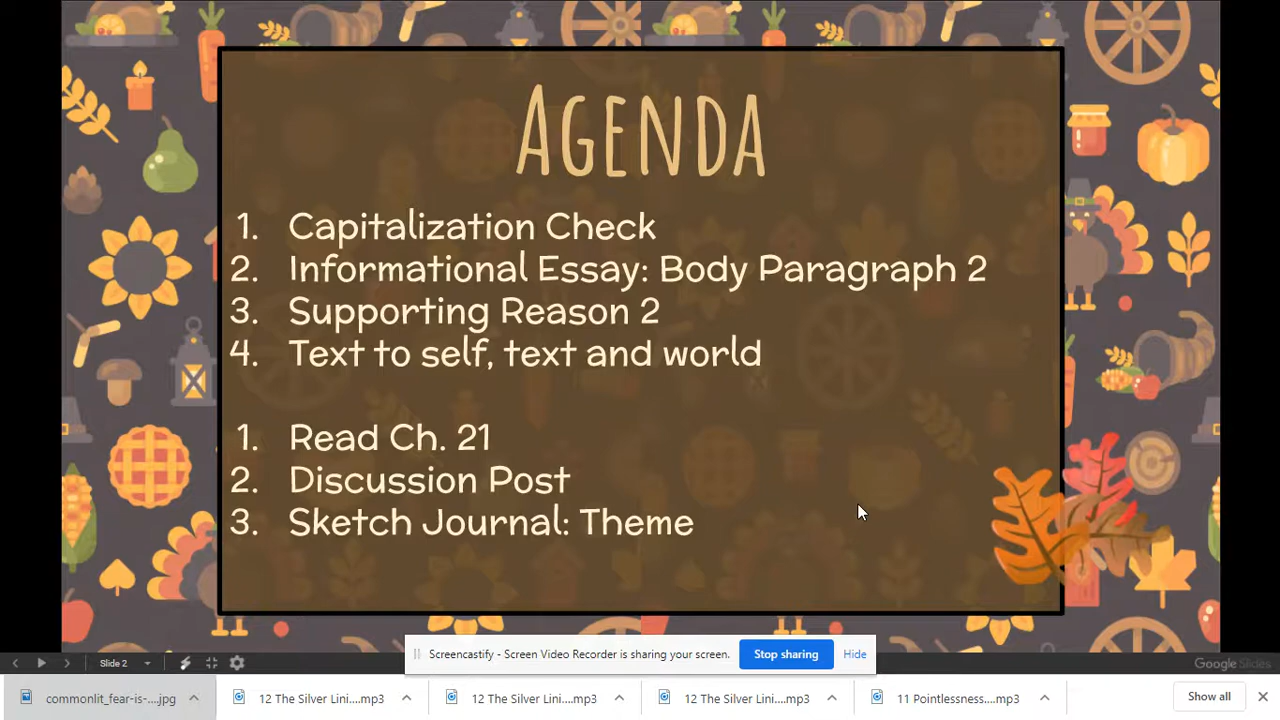 Agenda
1. Capitalization Check
2. Informational Essay: Body Paragraph 2
3. Supporting Reason 2
4. Text to self, text and world
1. Read Ch. 21
2. Discussion Post
3. Sketch Journal: Theme
Screencastify - Screen Video Recorder is sharing your screen. Stop sharing Hide
Slide 2 Google Slides
commonlit_fear-is-....jpg 12 The Silver Lini....mp3 12 The Silver Lini....mp3 12 The Silver Lini....mp3 11 Pointlessness....mp3 Show all